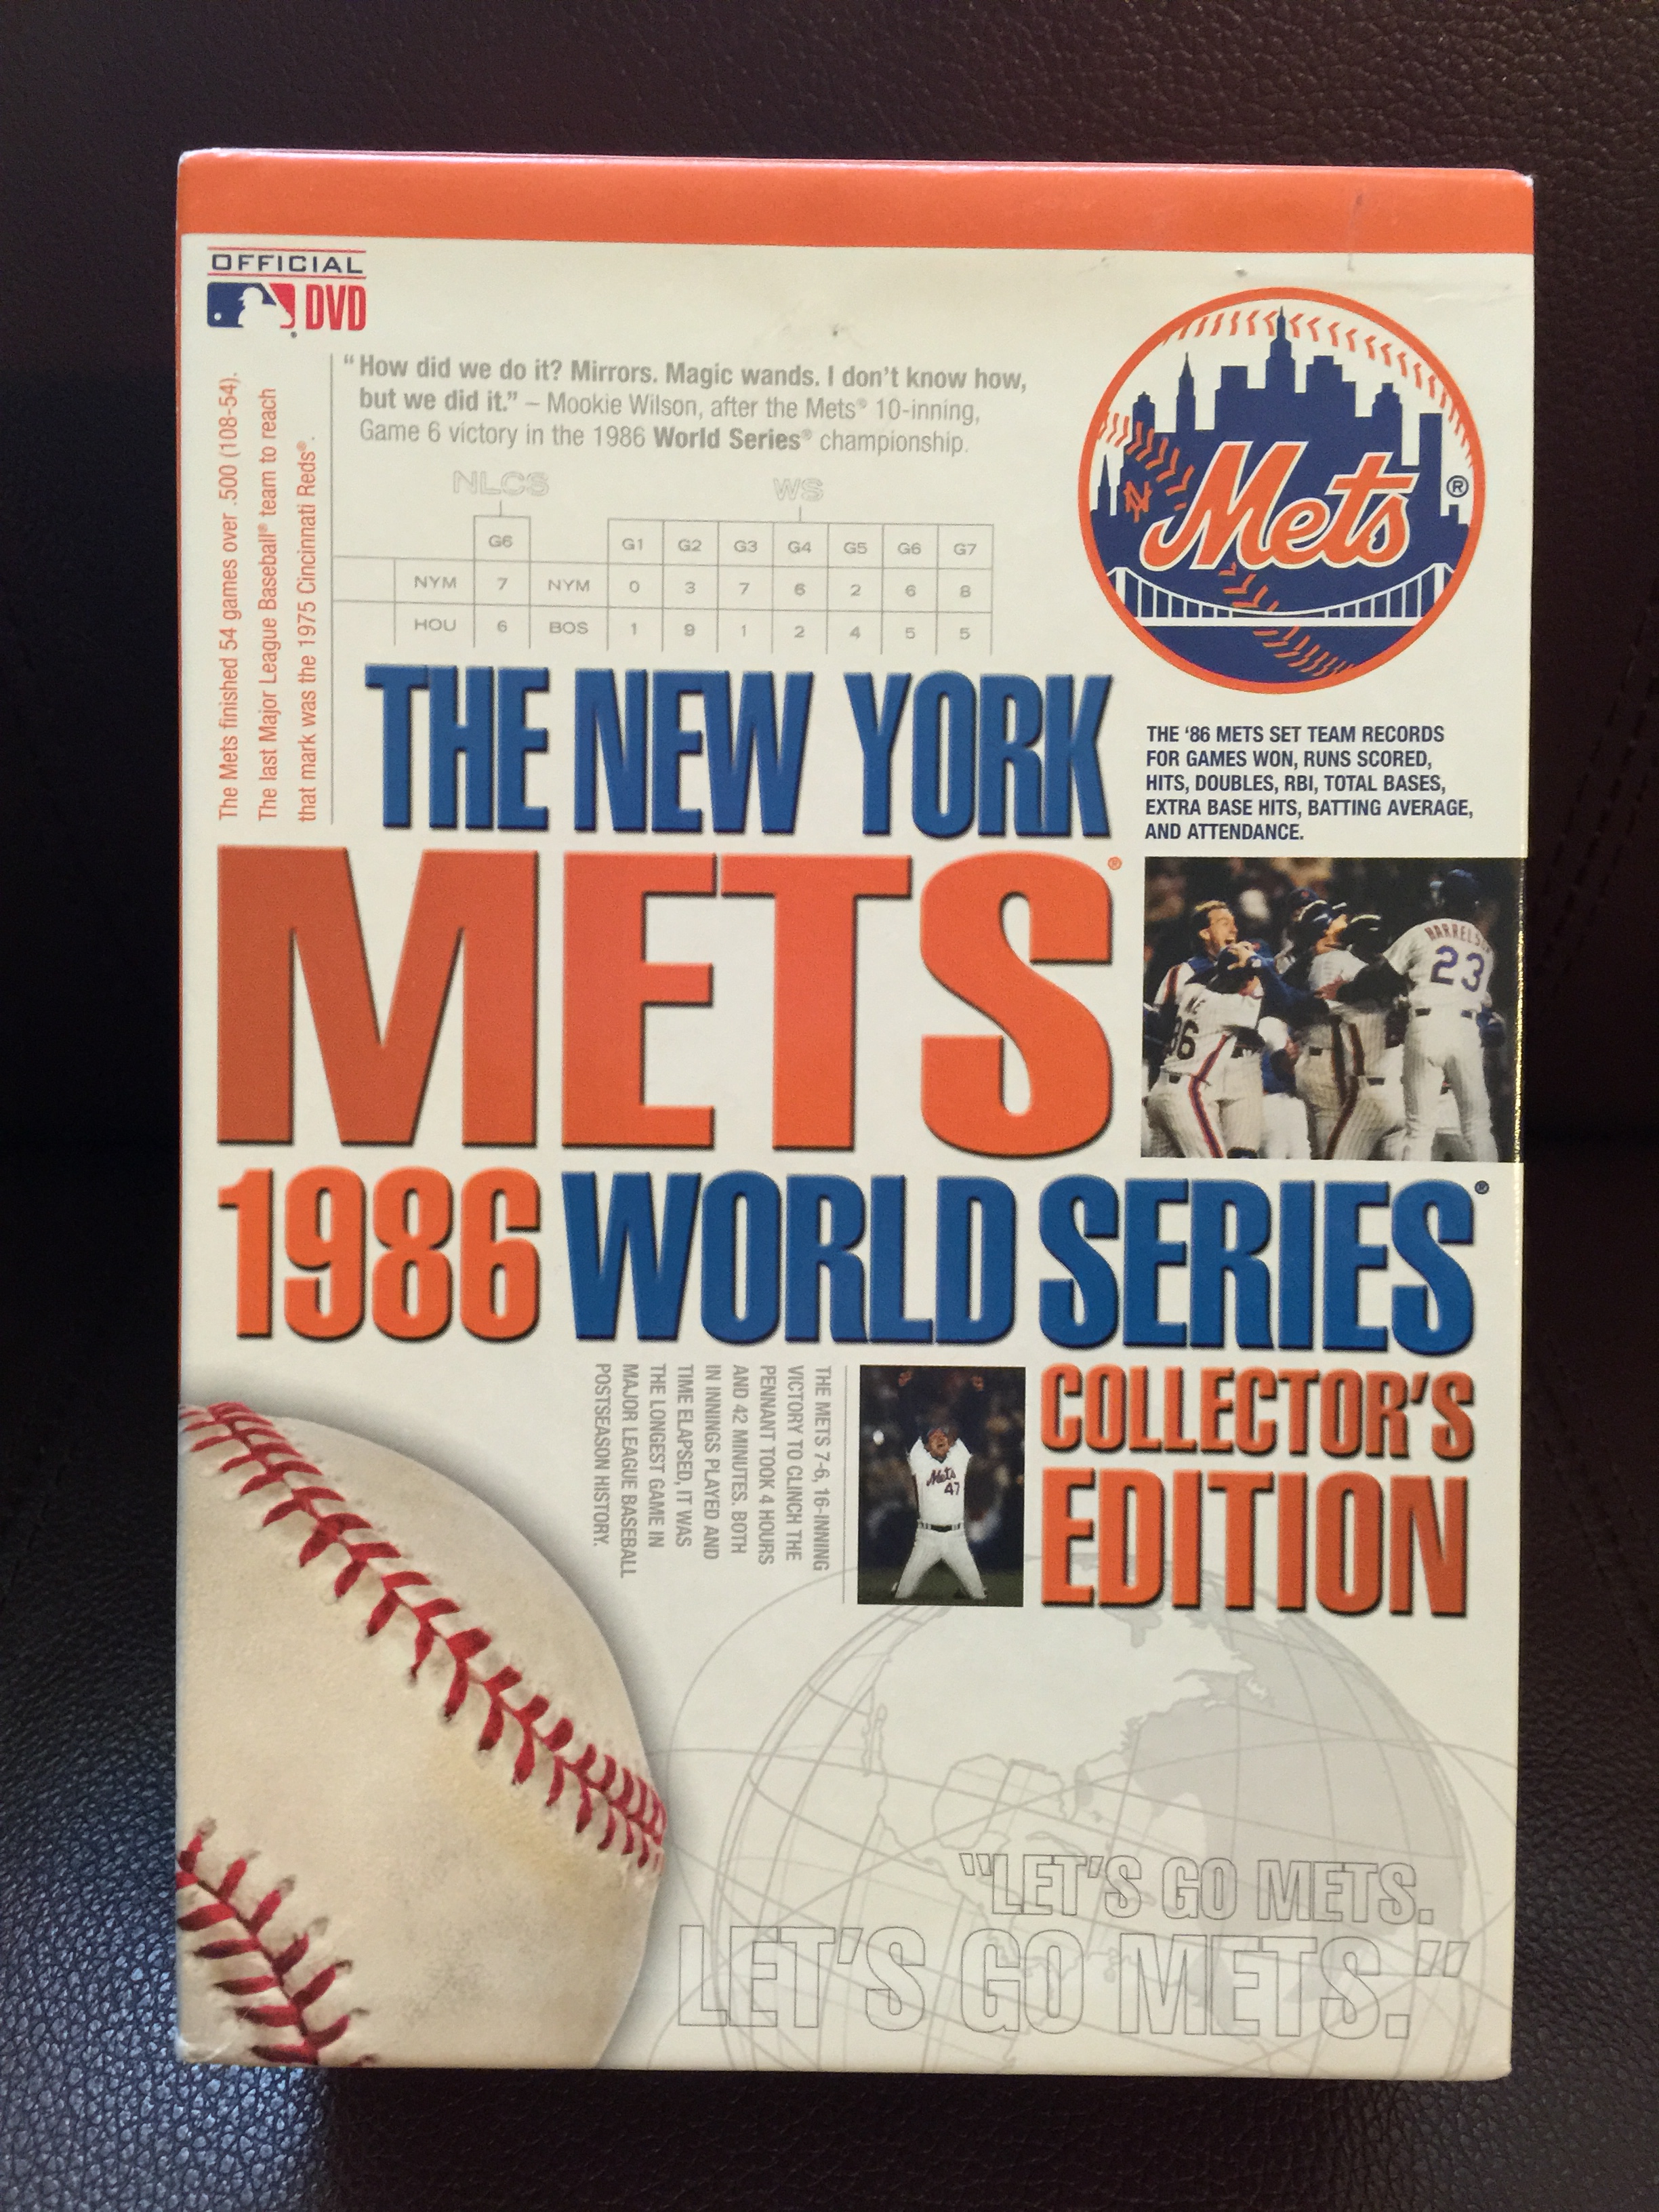 OFFICIAL
DVD
The Mets finished 54 games over .500 (108-54).
The last Major League Baseball® team to reach
that mark was the 1975 Cincinnati Reds®.
“How did we do it? Mirrors. Magic wands. I don't know how,
but we did it.” – Mookie Wilson, after the Mets® 10-inning,
Game 6 victory in the 1986 World Series® championship.
NLCS WS
G6 G1 G2 G3 G4 G5 G6 G7
NYM 7 NYM 0 3 7 6 2 6 8
HOU 6 BOS 1 9 1 2 4 5 5
NY
Mets ®
THE NEW YORK
METS®
1986 WORLD SERIES®
COLLECTOR'S
EDITION
THE ‘86 METS SET TEAM RECORDS
FOR GAMES WON, RUNS SCORED,
HITS, DOUBLES, RBI, TOTAL BASES,
EXTRA BASE HITS, BATTING AVERAGE,
AND ATTENDANCE.
23
Mets
47
THE METS 7-6, 16-INNING
VICTORY TO CLINCH THE
PENNANT TOOK 4 HOURS
AND 42 MINUTES. BOTH
IN INNINGS PLAYED AND
TIME ELAPSED, IT WAS
THE LONGEST GAME IN
MAJOR LEAGUE BASEBALL
POSTSEASON HISTORY.
"LET'S GO METS.
LET'S GO METS."